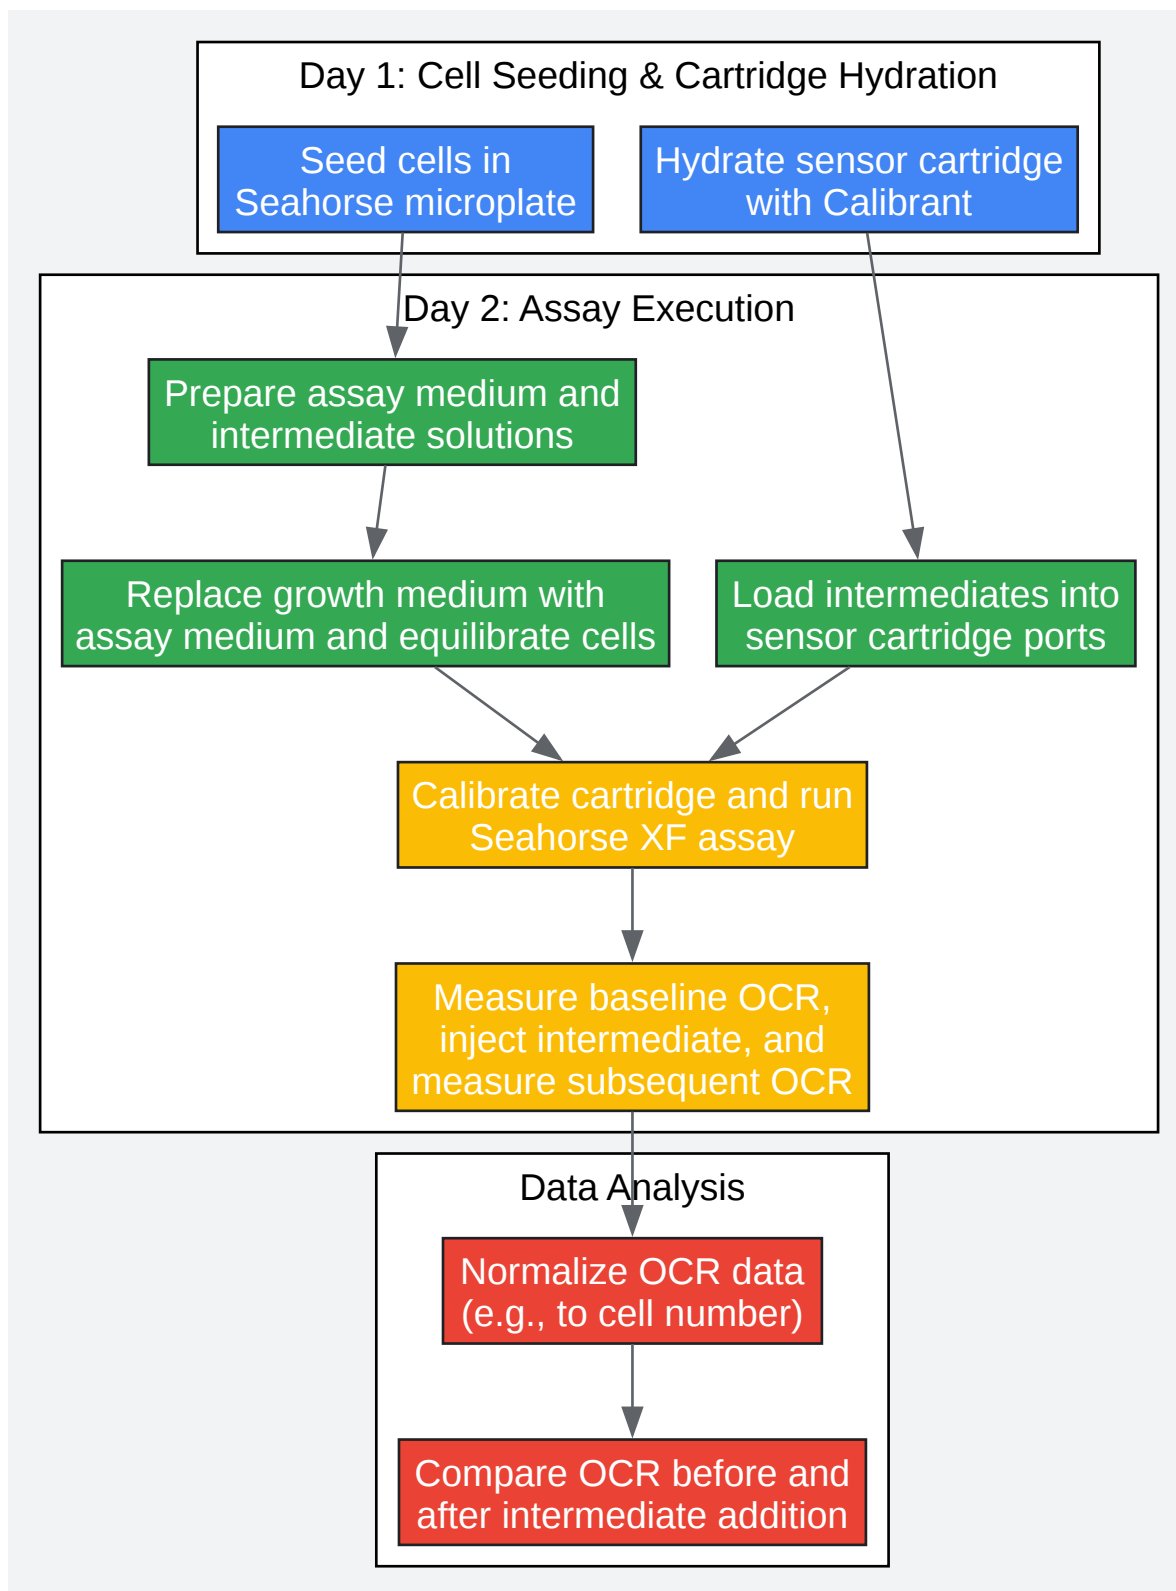 Day 1: Cell Seeding & Cartridge Hydration
Seed cells in
Seahorse microplate
Hydrate sensor cartridge
with Calibrant
Day 2: Assay Execution
Prepare assay medium and
intermediate solutions
Replace growth medium with
assay medium and equilibrate cells
Load intermediates into
sensor cartridge ports
Calibrate cartridge and run
Seahorse XF assay
Measure baseline OCR,
inject intermediate, and
measure subsequent OCR
Data Analysis
Normalize OCR data
(e.g., to cell number)
Compare OCR before and
after intermediate addition